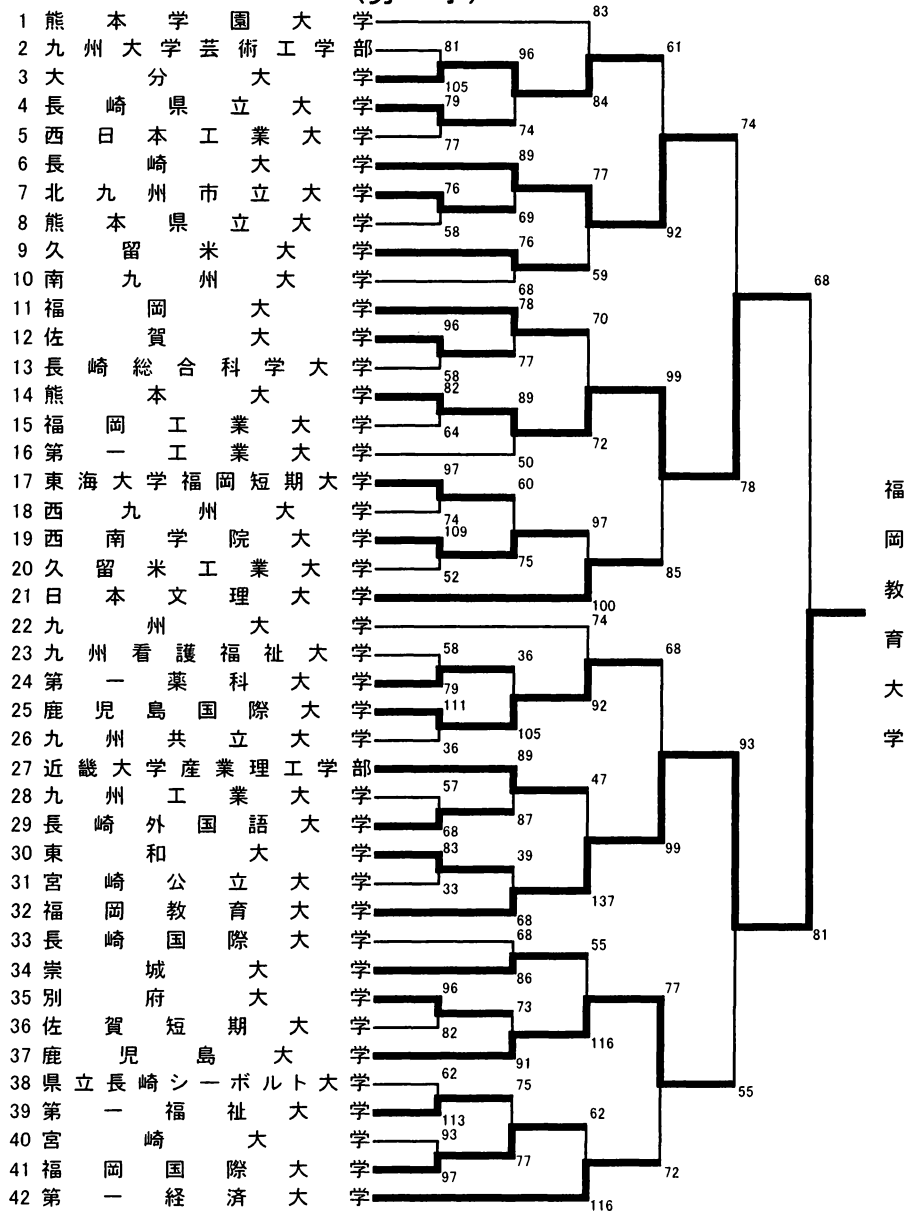 1 熊本学園大学
2 九州大学芸術工学部
3 大分大学
4 長崎県立大学
5 西日本工業大学
6 長崎大学
7 北九州市立大学
8 熊本県立大学
9 久留米大学
10 南九州大学
11 福岡大学
12 佐賀大学
13 長崎総合科学大学
14 熊本大学
15 福岡工業大学
16 第一工業大学
17 東海大学福岡短期大学
18 西九州大学
19 西南学院大学
20 久留米工業大学
21 日本文理大学
22 九州大学
23 九州看護福祉大学
24 第一薬科大学
25 鹿児島国際大学
26 九州共立大学
27 近畿大学産業理工学部
28 九州工業大学
29 長崎外国語大学
30 東和大学
31 宮崎公立大学
32 福岡教育大学
33 長崎国際大学
34 崇城大学
35 別府大学
36 佐賀短期大学
37 鹿児島大学
38 県立長崎シーボルト大学
39 第一福祉大学
40 宮崎大学
41 福岡国際大学
42 第一経済大学
81
105
79
77
76
58
96
58
82
64
97
74
109
52
58
79
111
36
57
68
83
33
96
82
62
113
93
97
96
74
89
69
76
68
78
77
89
50
60
75
36
105
89
87
39
68
68
86
73
91
75
77
83
84
77
59
70
72
97
100
74
92
47
137
55
116
62
116
61
92
99
85
68
99
77
72
74
78
93
55
68
81
福岡教育大学